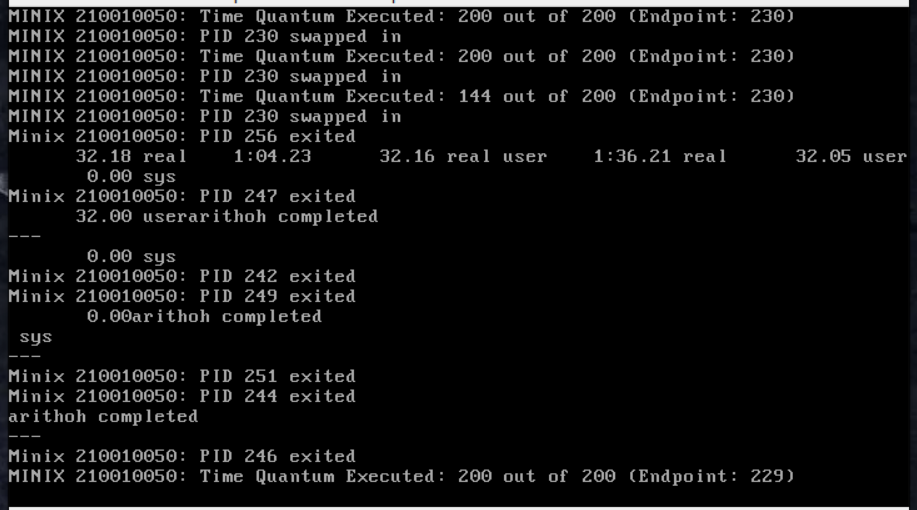 MINIX 210010050: Time Quantum Executed: 200 out of 200 (Endpoint: 230)
MINIX 210010050: PID 230 swapped in
MINIX 210010050: Time Quantum Executed: 200 out of 200 (Endpoint: 230)
MINIX 210010050: PID 230 swapped in
MINIX 210010050: Time Quantum Executed: 144 out of 200 (Endpoint: 230)
MINIX 210010050: PID 230 swapped in
Minix 210010050: PID 256 exited
32.18 real    1:04.23      32.16 real user    1:36.21 real      32.05 user
0.00 sys
Minix 210010050: PID 247 exited
32.00 userarithoh completed
---
0.00 sys
Minix 210010050: PID 242 exited
Minix 210010050: PID 249 exited
0.00arithoh completed
sys
---
Minix 210010050: PID 251 exited
Minix 210010050: PID 244 exited
arithoh completed
---
Minix 210010050: PID 246 exited
MINIX 210010050: Time Quantum Executed: 200 out of 200 (Endpoint: 229)